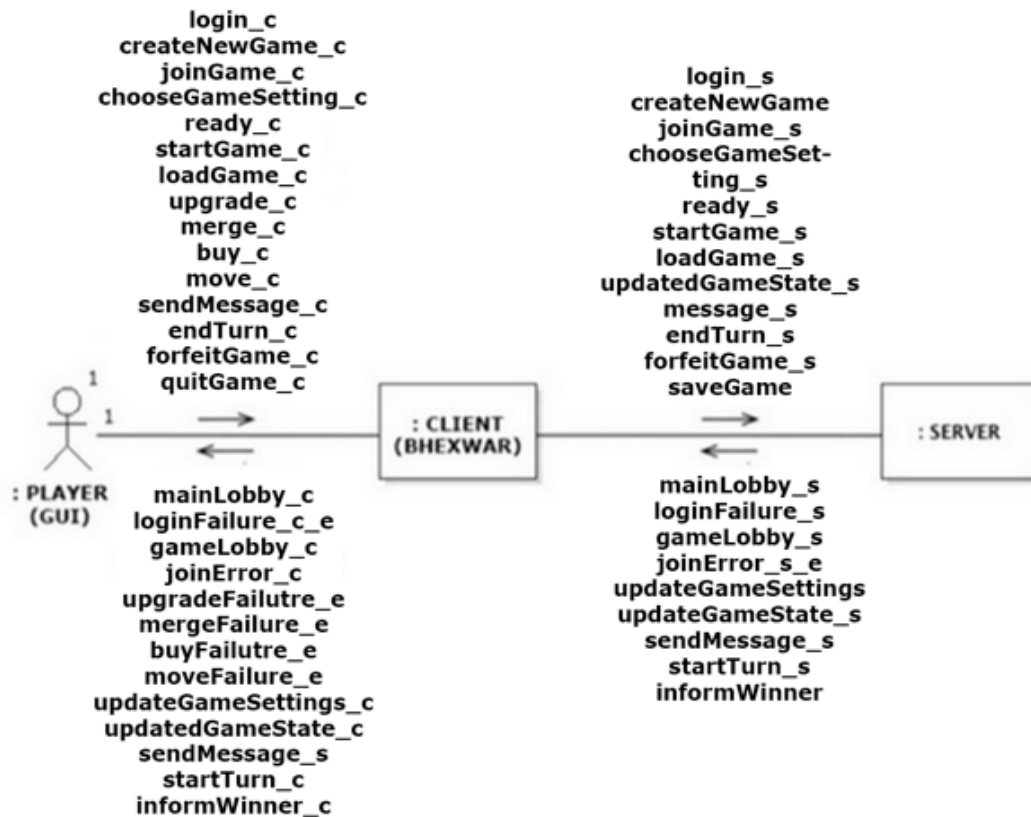 login_c
createNewGame_c
joinGame_c
chooseGameSetting_c
ready_c
startGame_c
loadGame_c
upgrade_c
merge_c
buy_c
move_c
sendMessage_c
endTurn_c
forfeitGame_c
quitGame_c
login_s
createNewGame
joinGame_s
chooseGameSet-
ting_s
ready_s
startGame_s
loadGame_s
updatedGameState_s
message_s
endTurn_s
forfeitGame_s
saveGame
1
1
: PLAYER
(GUI)
: CLIENT
(BHEXWAR)
: SERVER
mainLobby_c
loginFailure_c_e
gameLobby_c
joinError_c
upgradeFailutre_e
mergeFailure_e
buyFailutre_e
moveFailure_e
updateGameSettings_c
updatedGameState_c
sendMessage_s
startTurn_c
informWinner_c
mainLobby_s
loginFailure_s
gameLobby_s
joinError_s_e
updateGameSettings
updateGameState_s
sendMessage_s
startTurn_s
informWinner